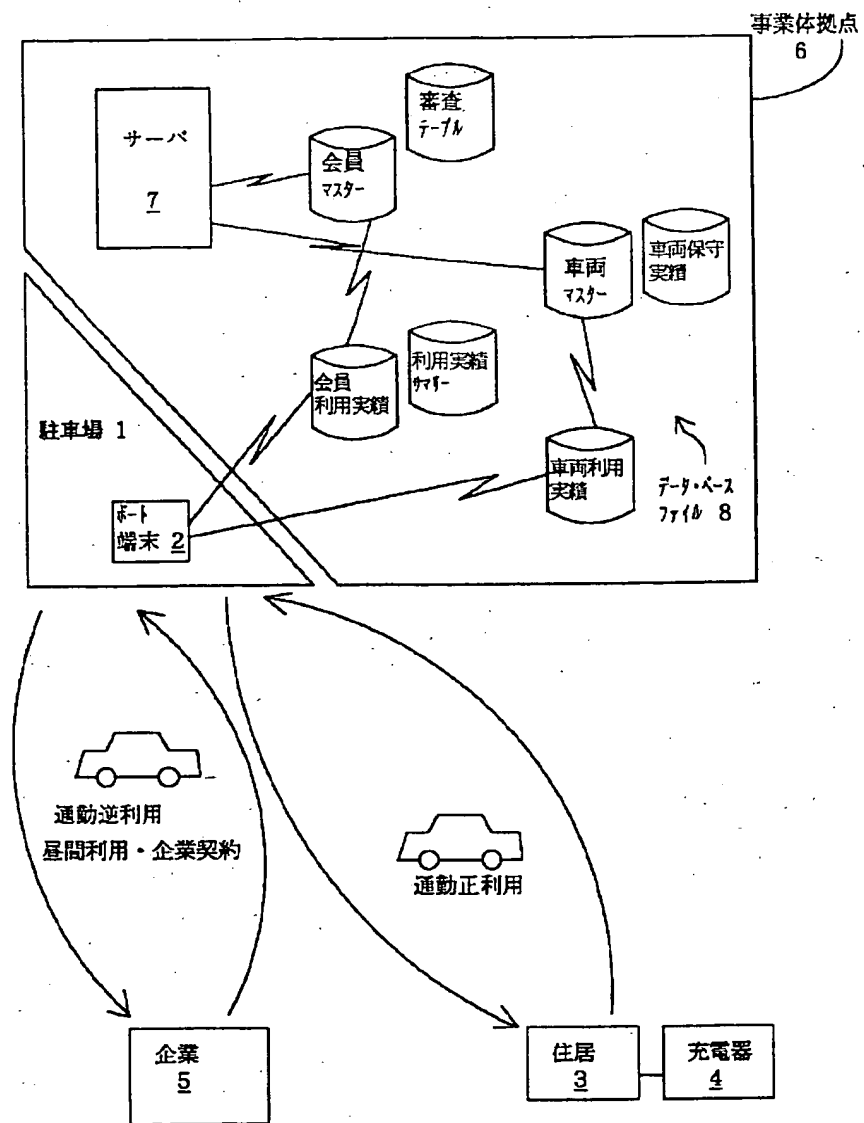 事業体拠点
6
審査
テーブル
サーバ
7
会員
マスター
車両
マスター
車両保守
実績
会員
利用実績
利用実績
サマリー
駐車場 1
車両利用
実績
データ・ベース
ファイル 8
ポート
端末 2
通勤逆利用
昼間利用・企業契約
通勤正利用
企業
5
住居
3
充電器
4